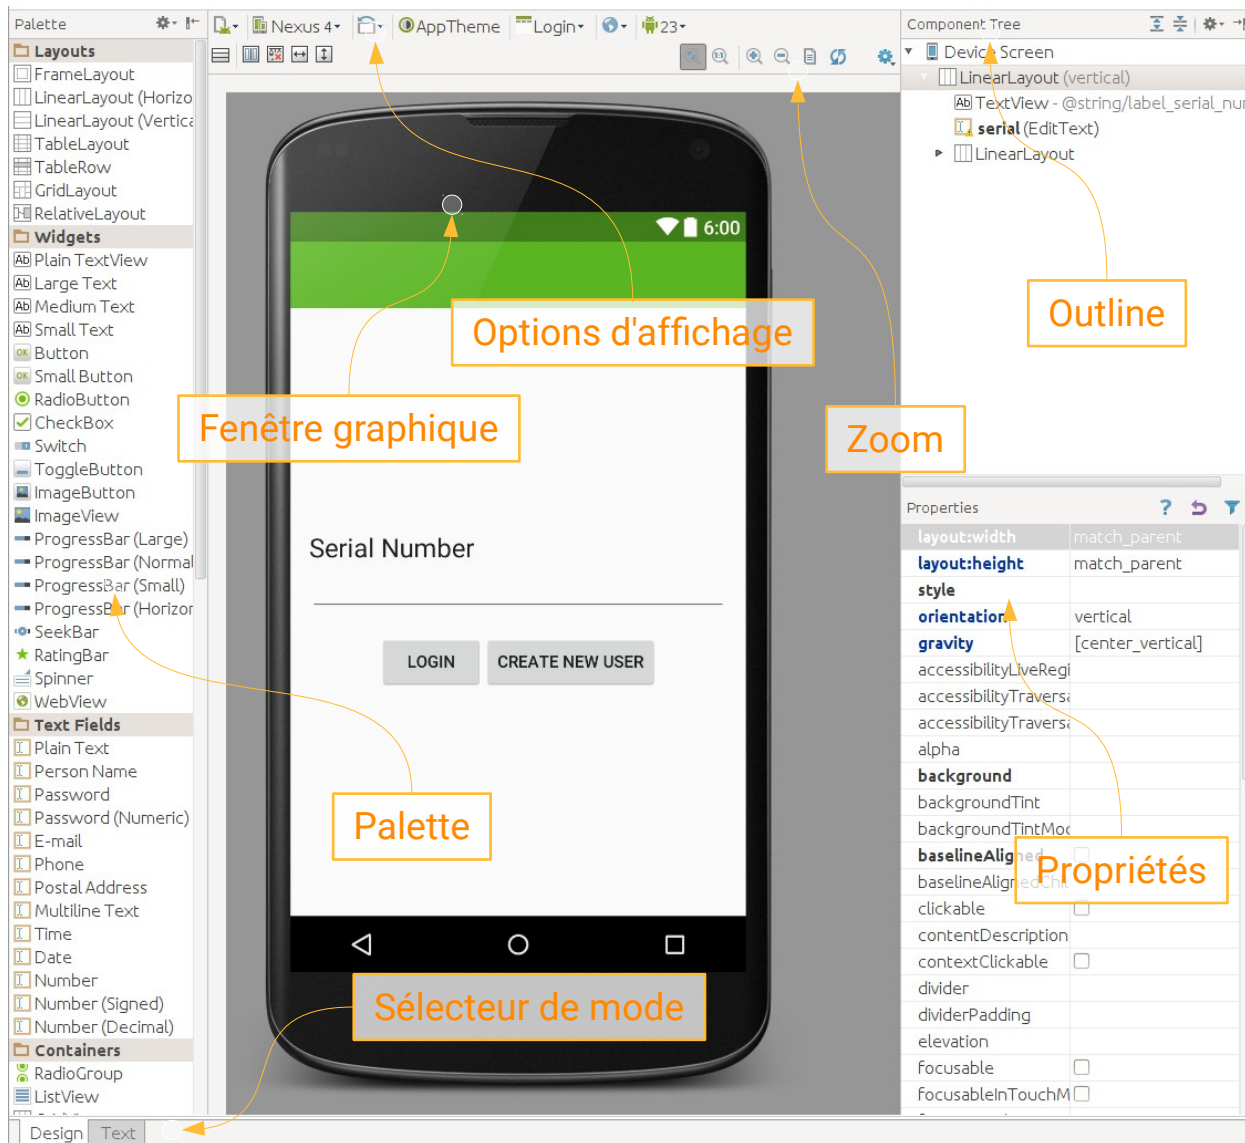 Palette
Nexus 4
AppTheme
Login
23
Component Tree
Layouts
FrameLayout
LinearLayout (Horizo
LinearLayout (Vertica
TableLayout
TableRow
GridLayout
RelativeLayout
Widgets
Plain TextView
Large Text
Medium Text
Small Text
Button
Small Button
RadioButton
CheckBox
Switch
ToggleButton
ImageButton
ImageView
ProgressBar (Large)
ProgressBar (Normal
ProgressBar (Small)
ProgressBar (Horizor
SeekBar
RatingBar
Spinner
WebView
Text Fields
Plain Text
Person Name
Password
Password (Numeric)
E-mail
Phone
Postal Address
Multiline Text
Time
Date
Number
Number (Signed)
Number (Decimal)
Containers
RadioGroup
ListView
Design
Text
6:00
Options d'affichage
Fenêtre graphique
Zoom
Serial Number
LOGIN
CREATE NEW USER
Palette
Sélecteur de mode
Device Screen
LinearLayout (vertical)
Ab TextView - @string/label_serial_nur
serial (EditText)
LinearLayout
Outline
Properties
layout:width match_parent
layout:height match_parent
style
orientation vertical
gravity [center_vertical]
accessibilityLiveRegi
accessibilityTraversa
accessibilityTraversa
alpha
background
backgroundTint
backgroundTintMod
baselineAligned
baselineAlignedChil
Propriétés
clickable
contentDescription
contextClickable
divider
dividerPadding
elevation
focusable
focusableInTouchM